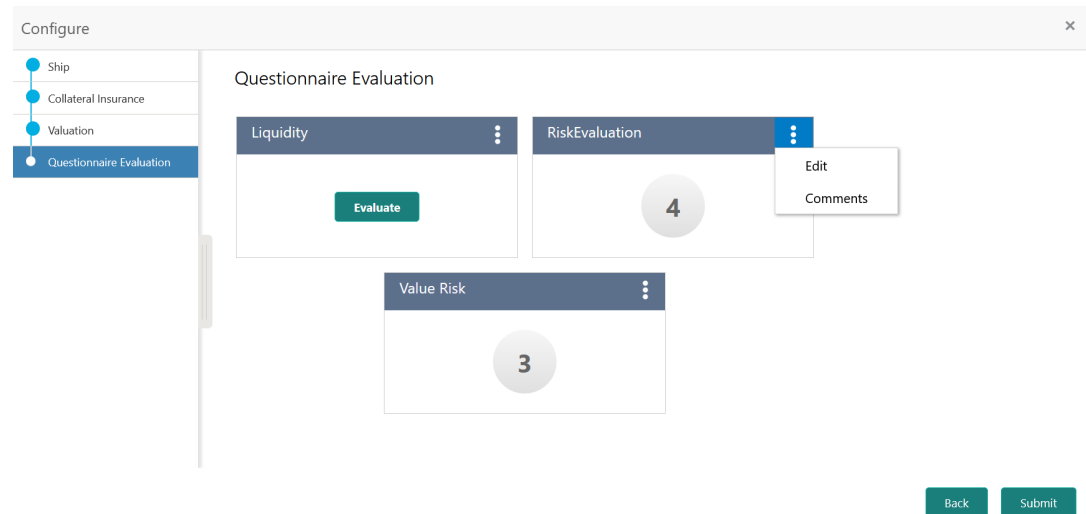 Configure
×
Ship
Collateral Insurance
Valuation
Questionnaire Evaluation
Questionnaire Evaluation
Liquidity
Evaluate
RiskEvaluation
Edit
Comments
4
Value Risk
3
Back
Submit